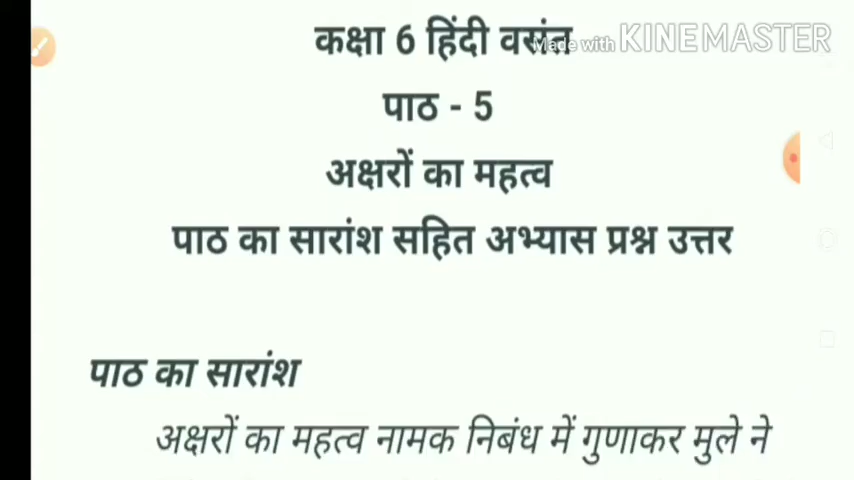 कक्षा 6 हिंदी वसंत
Made with KINEMASTER
पाठ - 5
अक्षरों का महत्व
पाठ का सारांश सहित अभ्यास प्रश्न उत्तर
पाठ का सारांश
अक्षरों का महत्व नामक निबंध में गुणाकर मुले ने